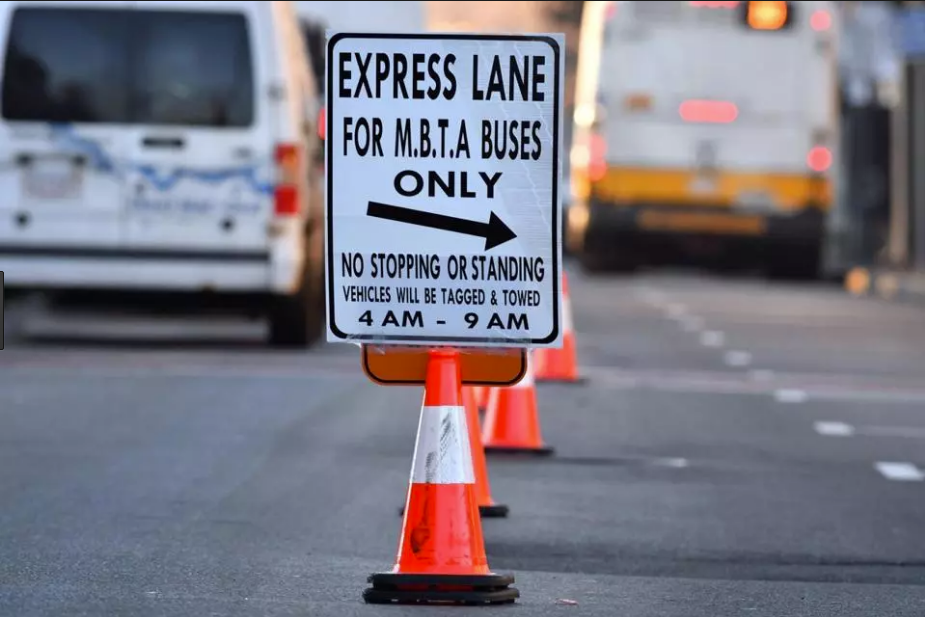 EXPRESS LANE
FOR M.B.T.A BUSES
ONLY
NO STOPPING OR STANDING
VEHICLES WILL BE TAGGED & TOWED
4 AM - 9 AM